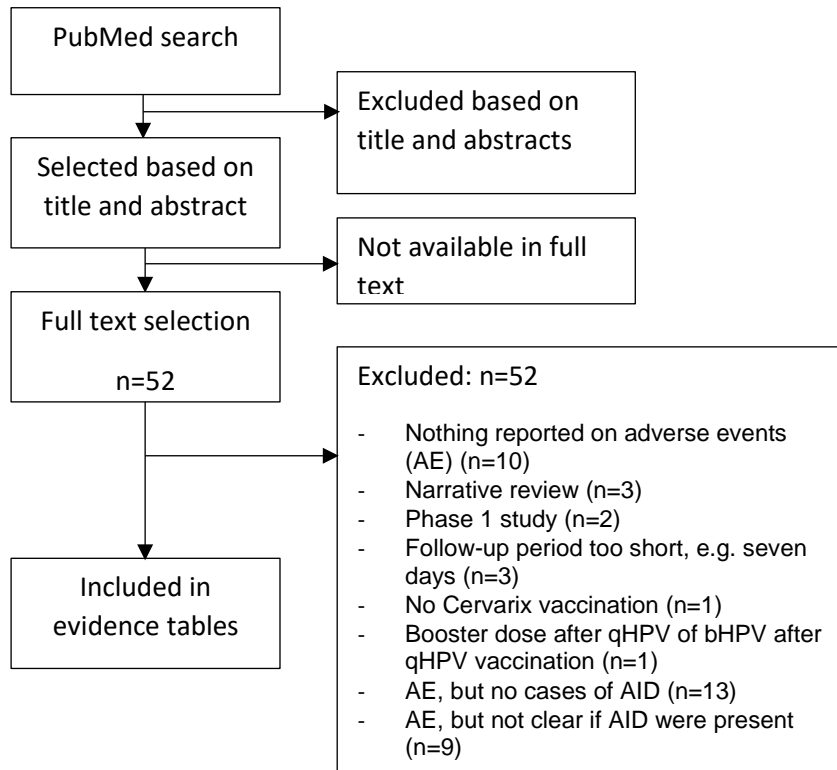 PubMed search
Excluded based on
title and abstracts
Selected based on
title and abstract
Not available in full
text
Full text selection
n=52
Excluded: n=52
- Nothing reported on adverse events
(AE) (n=10)
- Narrative review (n=3)
- Phase 1 study (n=2)
- Follow-up period too short, e.g. seven
days (n=3)
- No Cervarix vaccination (n=1)
- Booster dose after qHPV of bHPV after
qHPV vaccination (n=1)
- AE, but no cases of AID (n=13)
- AE, but not clear if AID were present
(n=9)
Included in
evidence tables